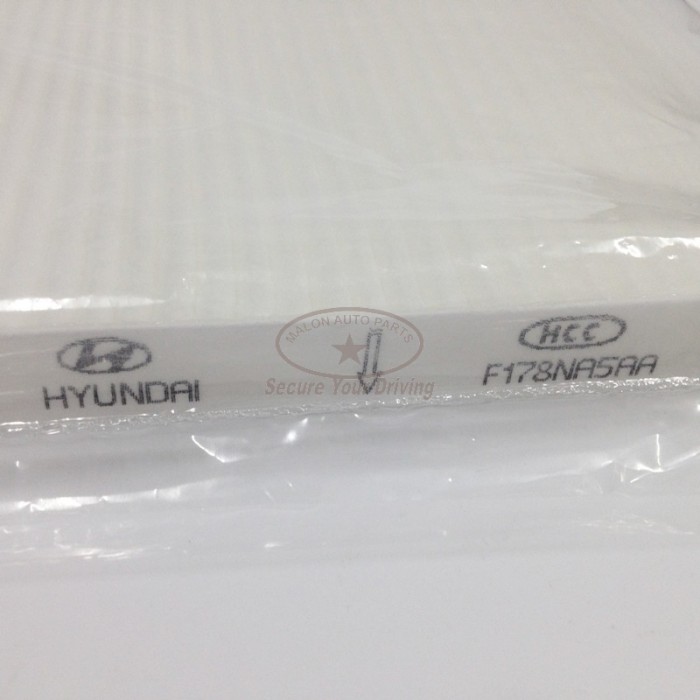 MALON AUTO PARTS
Secure Your Driving
HYUNDAI
HCC
F178NA5AA